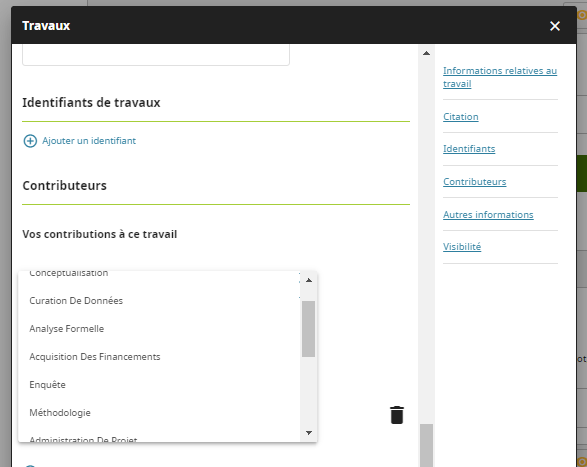 Travaux
Identifiants de travaux
Ajouter un identifiant
Contributeurs
Vos contributions à ce travail
Conceptualisation
Curation De Données
Analyse Formelle
Acquisition Des Financements
Enquête
Méthodologie
Administration De Projet
Informations relatives au
travail
Citation
Identifiants
Contributeurs
Autres informations
Visibilité